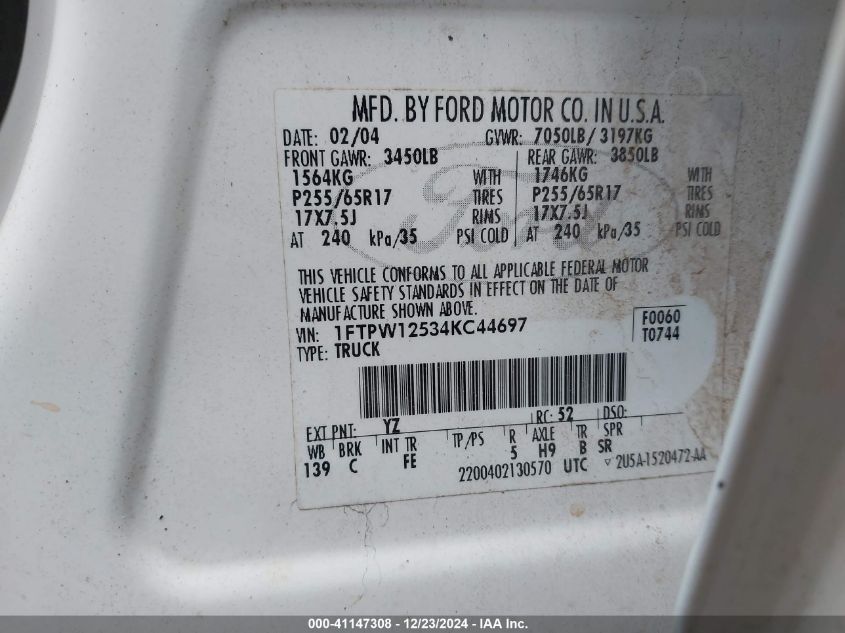 MFD. BY FORD MOTOR CO. IN U.S.A.
DATE: 02/04 GVWR: 7050LB/ 3197KG
FRONT GAWR: 3450LB REAR GAWR: 3850LB
1564KG WITH 1746KG WITH
P255/65R17 TIRES P255/65R17 TIRES
17X7.5J RIMS 17X7.5J RIMS
AT 240 kPa/35 PSI COLD AT 240 kPa/35 PSI COLD
Ford
THIS VEHICLE CONFORMS TO ALL APPLICABLE FEDERAL MOTOR
VEHICLE SAFETY STANDARDS IN EFFECT ON THE DATE OF
MANUFACTURE SHOWN ABOVE.
VIN: 1FTPW12534KC44697 F0060
TYPE: TRUCK T0744
EXT PNT: YZ RC: 52 DSO:
WB BRK INT TR TP/PS R AXLE TR SPR
139 C FE 5 H9 B SR
2200402130570 UTC ▽ 2U5A-1520472-AA
000-41147308 - 12/23/2024 - IAA Inc.